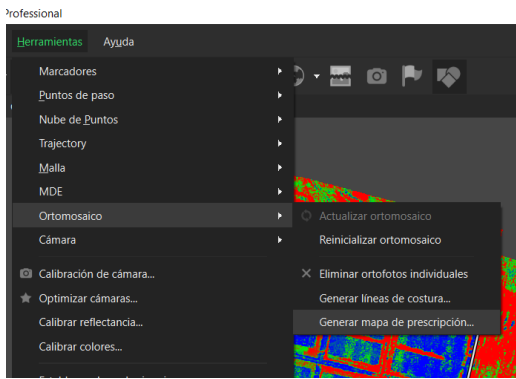 Professional
Herramientas Ayuda
Marcadores
Puntos de paso
Nube de Puntos
Trajectory
Malla
MDE
Ortomosaico
Cámara
Calibración de cámara...
Optimizar cámaras...
Calibrar reflectancia...
Calibrar colores...
Actualizar ortomosaico
Reinicializar ortomosaico
Eliminar ortofotos individuales
Generar líneas de costura...
Generar mapa de prescripción...